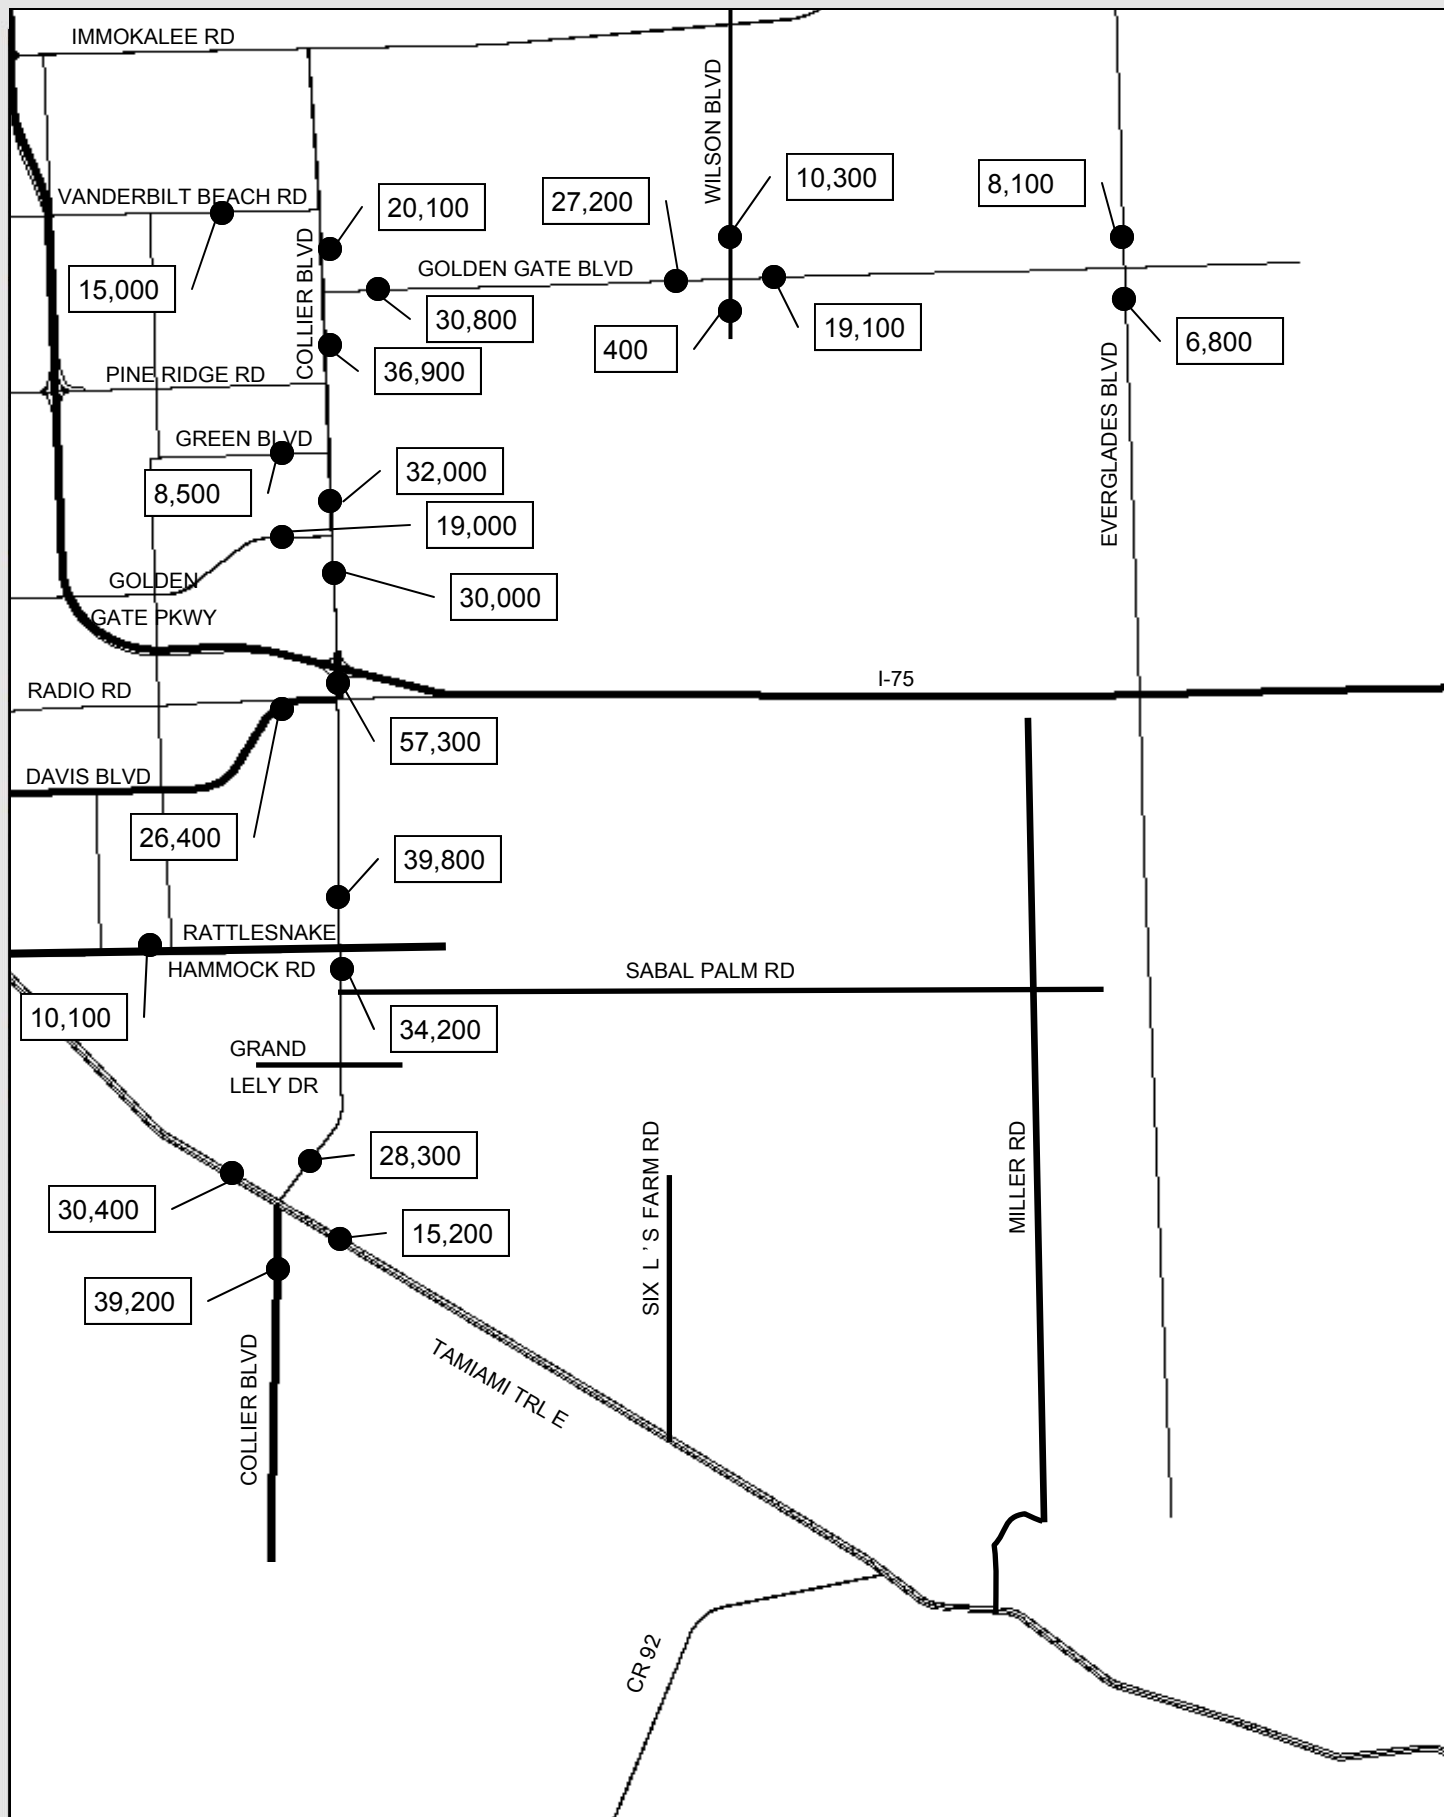 IMMOKALEE RD
WILSON BLVD
10,300
8,100
VANDERBILT BEACH RD
20,100
27,200
COLLIER BLVD
GOLDEN GATE BLVD
15,000
30,800
400
19,100
6,800
36,900
PINE RIDGE RD
EVERGLADES BLVD
GREEN BLVD
32,000
8,500
19,000
GOLDEN
GATE PKWY
30,000
I-75
RADIO RD
57,300
DAVIS BLVD
26,400
39,800
RATTLESNAKE
HAMMOCK RD
SABAL PALM RD
10,100
34,200
GRAND
LELY DR
28,300
SIX L ' S FARM RD
MILLER RD
30,400
15,200
39,200
COLLIER BLVD
TAMIAMI TRL E
CR 92